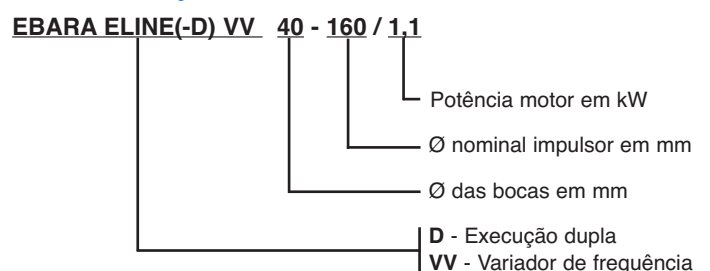 EBARA ELINE(-D) VV 40 - 160 / 1,1
Potência motor em kW
Ø nominal impulsor em mm
Ø das bocas em mm
D - Execução dupla
VV - Variador de frequência